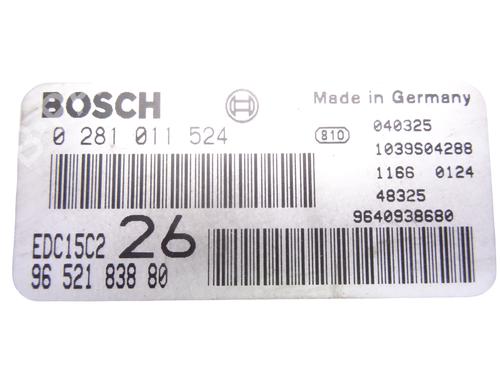 BOSCH
Made in Germany
0 281 011 524
810
040325
1039S04288
1166 0124
48325
9640938680
EDC15C2 26
96 521 838 80